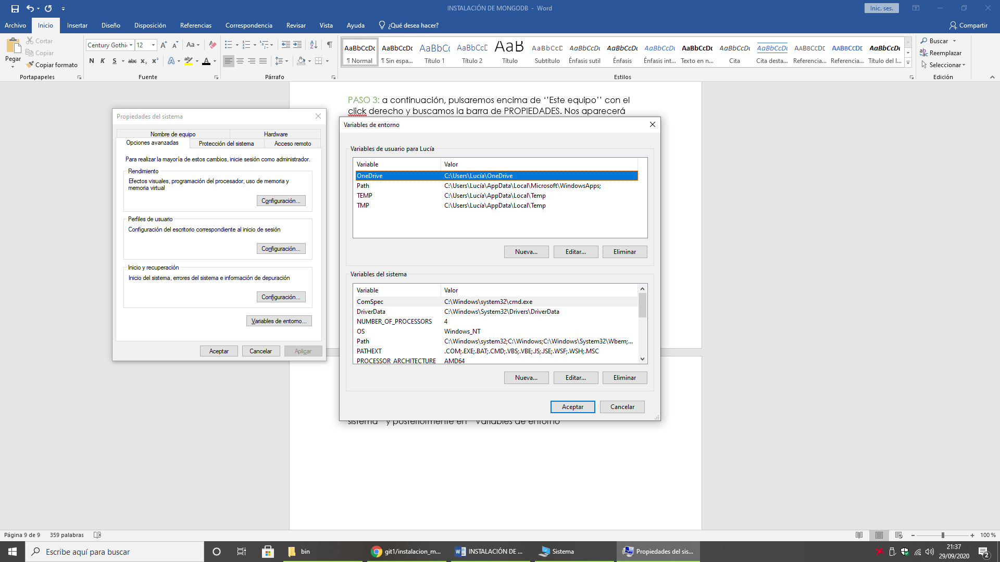 INSTALACIÓN DE MONGODB - Word
Inic. ses.
Archivo Inicio Insertar Diseño Disposición Referencias Correspondencia Revisar Vista Ayuda ¿Qué desea hacer? Compartir
Pegar
Cortar
Copiar
Copiar formato
Portapapeles
Century Gothi 12
N K S abc x₂ x²
Fuente
Párrafo
AaBbCcDc AaBbCcDc AaBbCc AaBbCcD AaB AaBbCcD AaBbCcDc AaBbCcDc AaBbCcDc AaBbCcDc AaBbCcDc AaBbCcDc AABBCCDE AABBCCDE AaBbCcDc
¶ Normal ¶ Sin espa... Título 1 Título 2 Título Subtítulo Énfasis sutil Énfasis Énfasis int... Texto en n... Cita Cita desta... Referencia... Referencia... Título del l...
Estilos
Buscar
Reemplazar
Seleccionar
Edición
PASO 3: a continuación, pulsaremos encima de ‘’Este equipo’’ con el
click derecho y buscamos la barra de PROPIEDADES. Nos aparecerá
Propiedades del sistema
Nombre de equipo Hardware
Opciones avanzadas Protección del sistema Acceso remoto
Para realizar la mayoría de estos cambios, inicie sesión como administrador.
Rendimiento
Efectos visuales, programación del procesador, uso de memoria y
memoria virtual
Configuración...
Perfiles de usuario
Configuración del escritorio correspondiente al inicio de sesión
Configuración...
Inicio y recuperación
Inicio del sistema, errores del sistema e información de depuración
Configuración...
Variables de entorno...
Aceptar Cancelar Aplicar
Variables de entorno
Variables de usuario para Lucía
Variable Valor
OneDrive C:\Users\Lucía\OneDrive
Path C:\Users\Lucía\AppData\Local\Microsoft\WindowsApps;
TEMP C:\Users\Lucía\AppData\Local\Temp
TMP C:\Users\Lucía\AppData\Local\Temp
Nueva... Editar... Eliminar
Variables del sistema
Variable Valor
ComSpec C:\Windows\system32\cmd.exe
DriverData C:\Windows\System32\Drivers\DriverData
NUMBER_OF_PROCESSORS 4
OS Windows_NT
Path C:\Windows\system32;C:\Windows;C:\Windows\System32\Wbem;...
PATHEXT .COM;.EXE;.BAT;.CMD;.VBS;.VBE;.JS;.JSE;.WSF;.WSH;.MSC
PROCESSOR_ARCHITECTURE AMD64
Nueva... Editar... Eliminar
Aceptar Cancelar
sistema’’ y posteriormente en ‘’Variables de entorno’’
Página 9 de 9 359 palabras
100 %
Escribe aquí para buscar
bin
git1/instalacion_m...
INSTALACIÓN DE ...
Sistema
Propiedades del sis...
21:37
29/09/2020
2